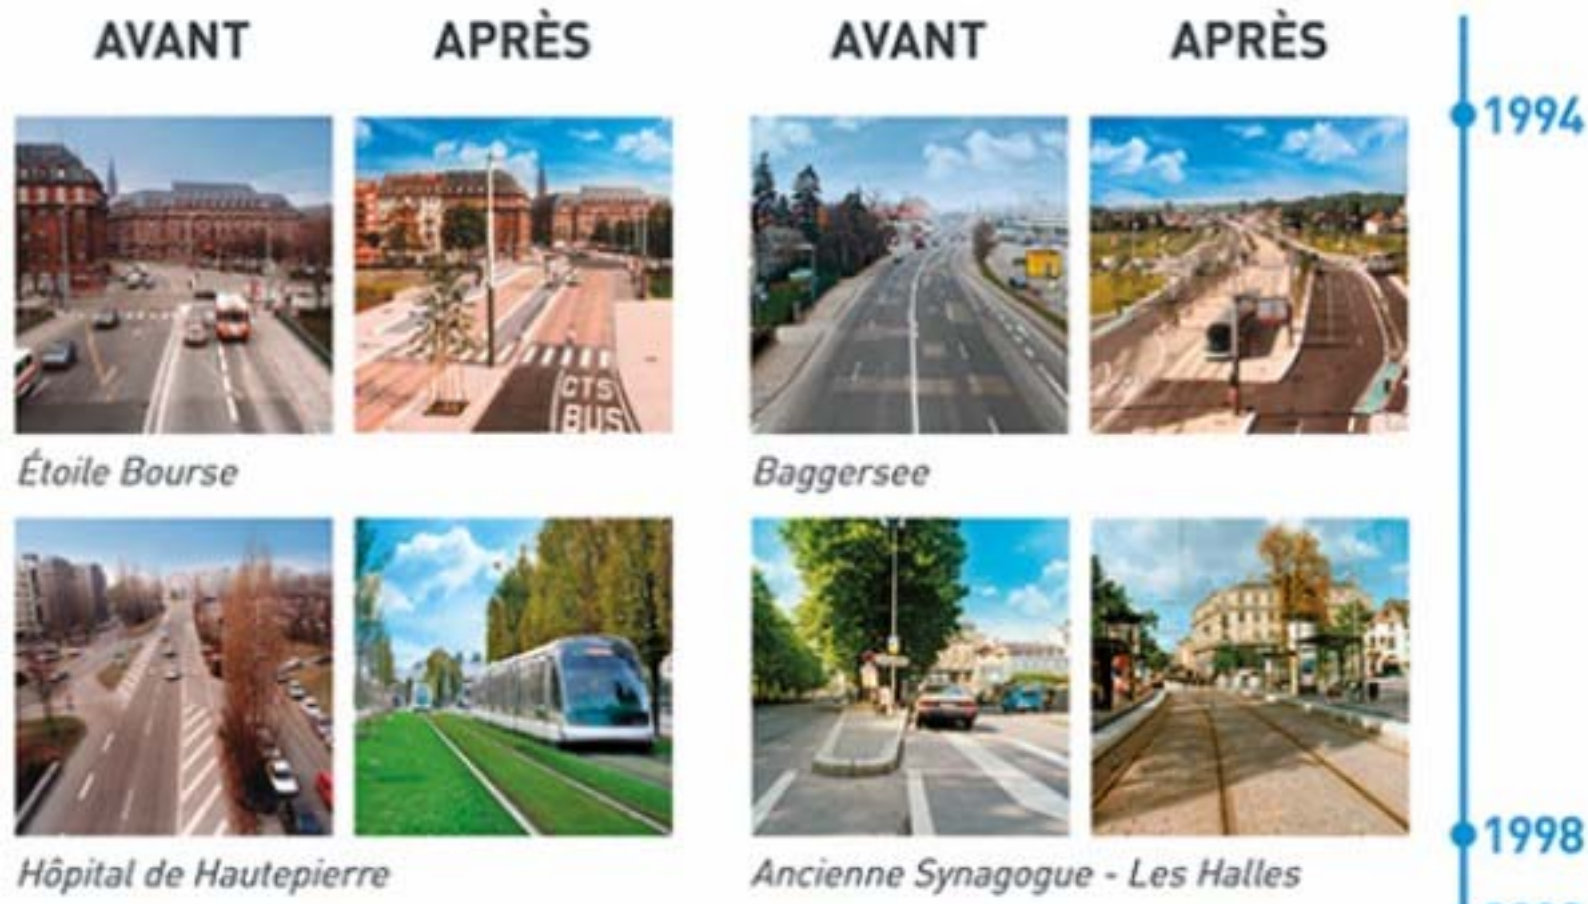 AVANT APRÈS AVANT APRÈS
1994
CTS
BUS
Étoile Bourse Baggersee
1998
Hôpital de Hautepierre Ancienne Synagogue - Les Halles